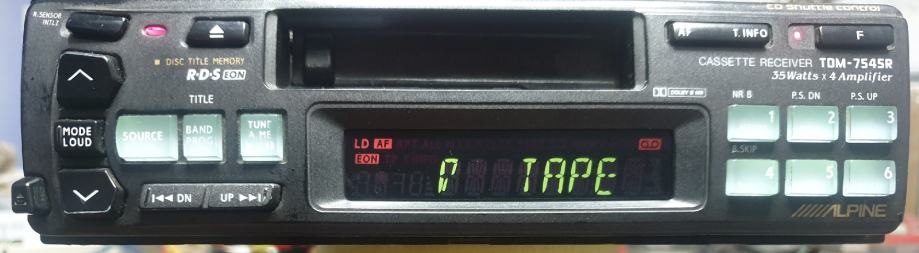 CD Shuttle control
R.SENSOR
INTLZ
AF T.INFO
F
DISC TITLE MEMORY
R·D·S EON
CASSETTE RECEIVER TDM-7545R
35Watts x 4 Amplifier
DOLBY B NR
TITLE
NR B P.S. DN P.S. UP
1 2 3
MODE
LOUD
SOURCE
BAND
TUNE
LD AF
EON
TAPE
B.SKIP
4 5 6
DN UP
ALPINE